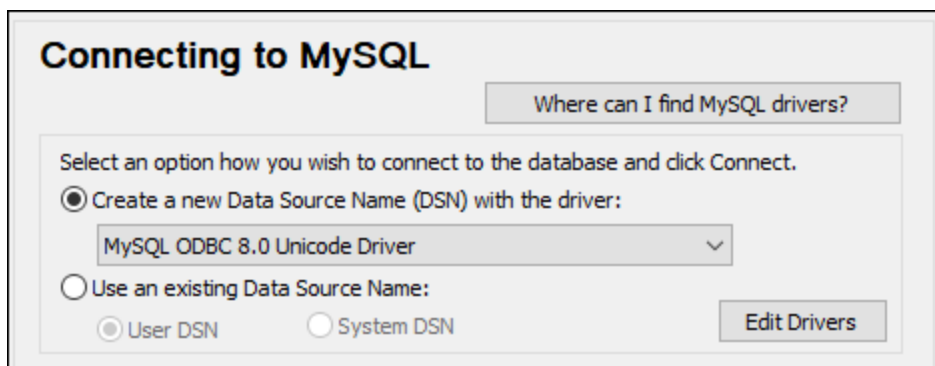 Connecting to MySQL
Where can I find MySQL drivers?
Select an option how you wish to connect to the database and click Connect.
Create a new Data Source Name (DSN) with the driver:
MySQL ODBC 8.0 Unicode Driver
Use an existing Data Source Name:
User DSN System DSN Edit Drivers